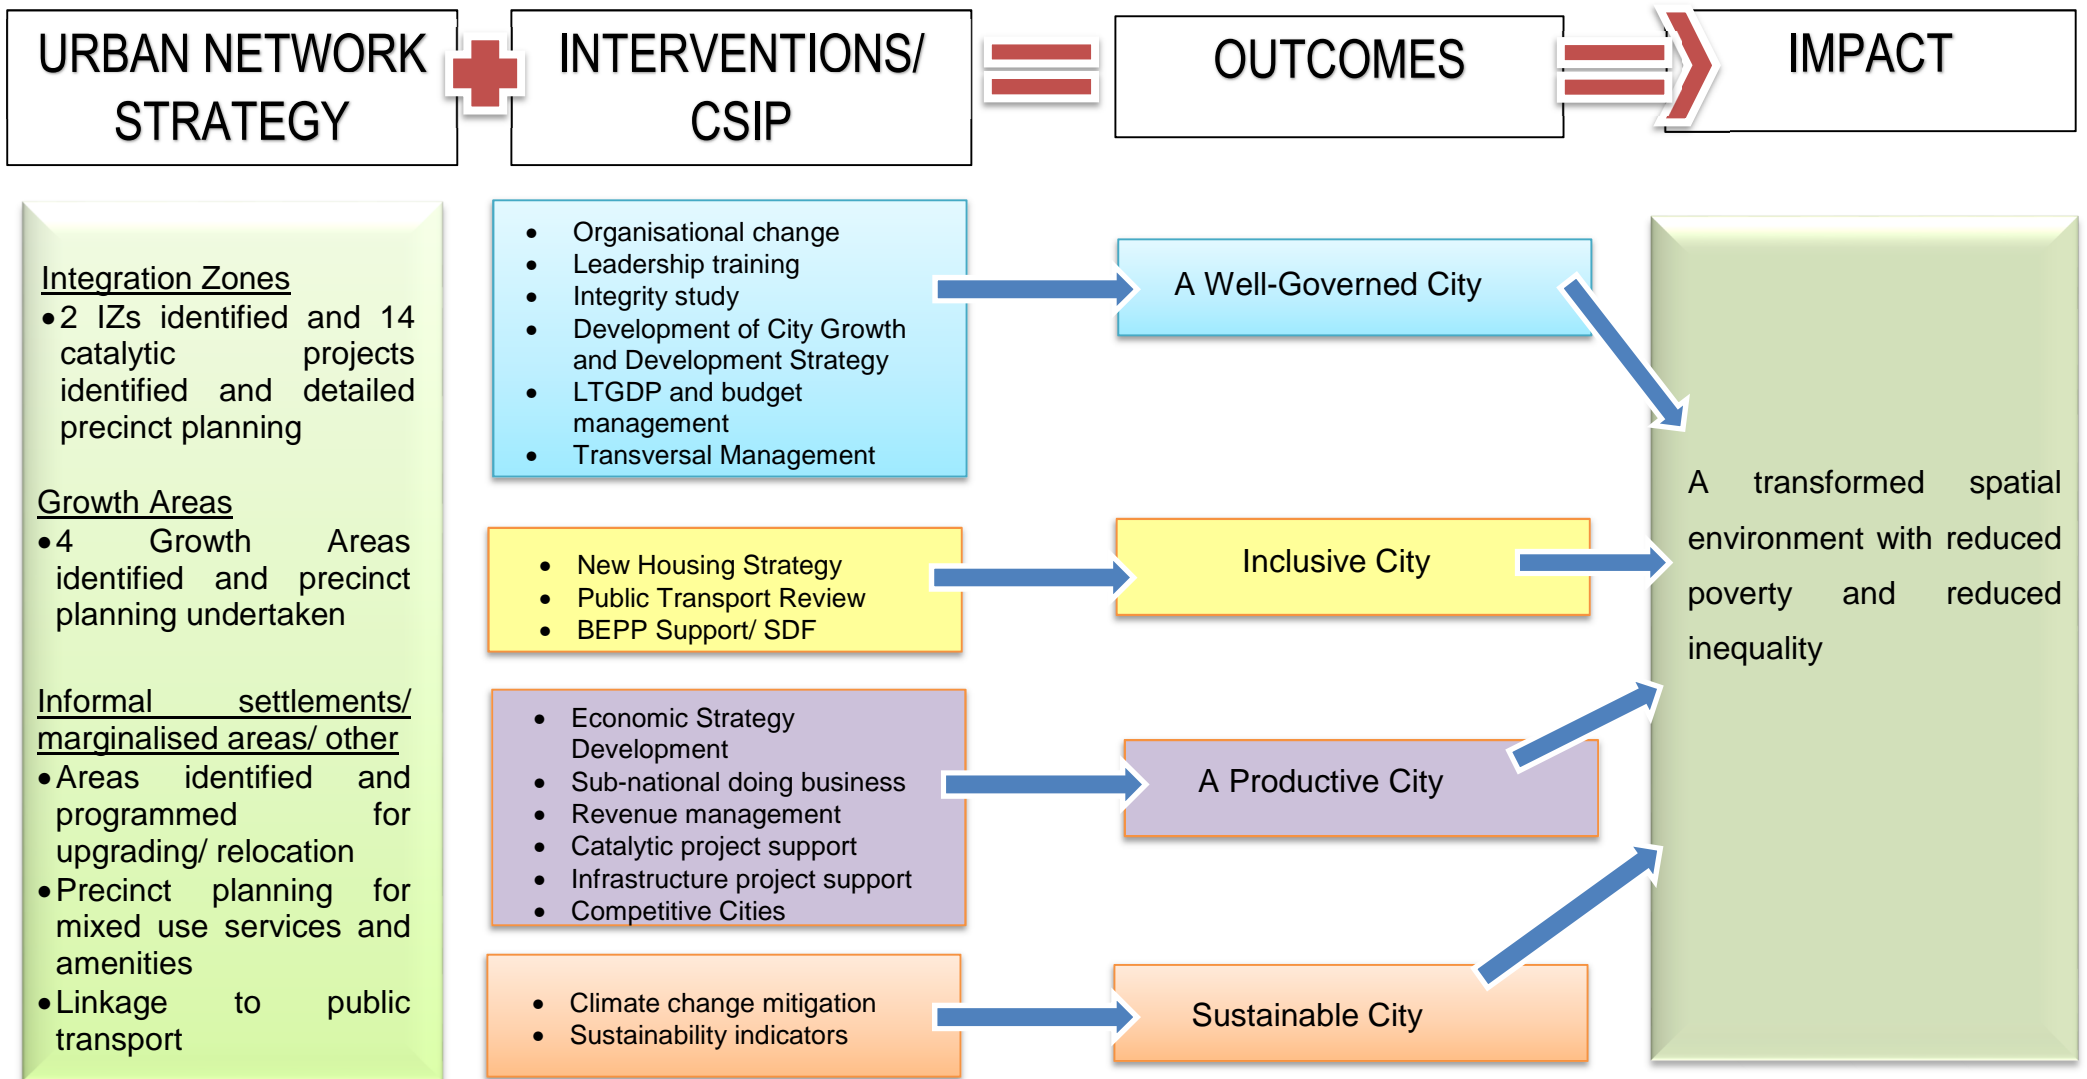 URBAN NETWORK
STRATEGY
INTERVENTIONS/
CSIP
OUTCOMES
IMPACT
Integration Zones
•2 IZs identified and 14
catalytic projects
identified and detailed
precinct planning
Growth Areas
•4 Growth Areas
identified and precinct
planning undertaken
Informal settlements/
marginalised areas/ other
•Areas identified and
programmed for
upgrading/ relocation
•Precinct planning for
mixed use services and
amenities
•Linkage to public
transport
• Organisational change
• Leadership training
• Integrity study
• Development of City Growth
and Development Strategy
• LTGDP and budget
management
• Transversal Management
• New Housing Strategy
• Public Transport Review
• BEPP Support/ SDF
• Economic Strategy
Development
• Sub-national doing business
• Revenue management
• Catalytic project support
• Infrastructure project support
• Competitive Cities
• Climate change mitigation
• Sustainability indicators
A Well-Governed City
Inclusive City
A Productive City
Sustainable City
A transformed spatial
environment with reduced
poverty and reduced
inequality